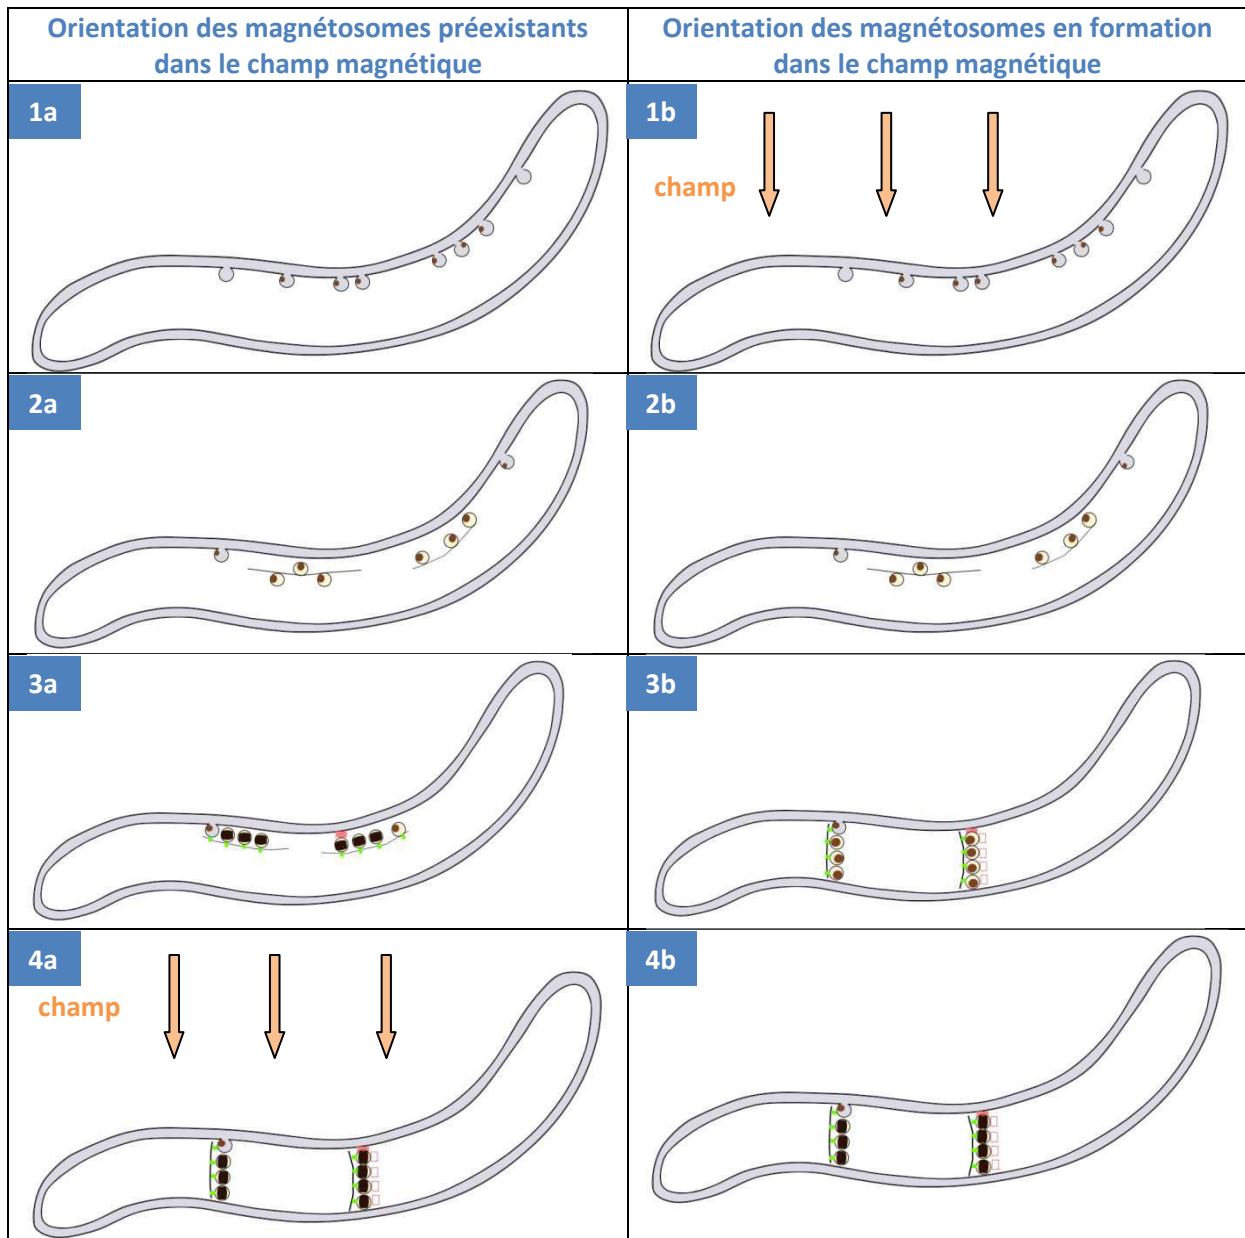 Orientation des magnétosomes préexistants
dans le champ magnétique
Orientation des magnétosomes en formation
dans le champ magnétique
1a
1b
champ
2a
2b
3a
3b
4a
champ
4b